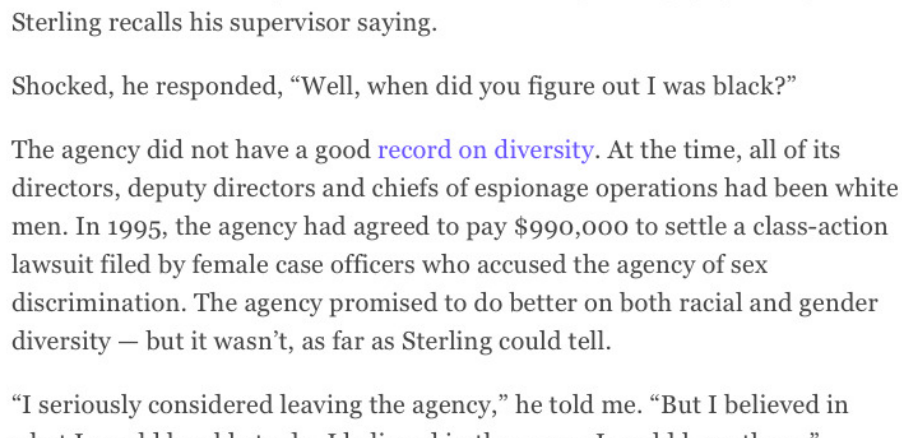 Sterling recalls his supervisor saying.
Shocked, he responded, “Well, when did you figure out I was black?”
The agency did not have a good record on diversity. At the time, all of its
directors, deputy directors and chiefs of espionage operations had been white
men. In 1995, the agency had agreed to pay $990,000 to settle a class-action
lawsuit filed by female case officers who accused the agency of sex
discrimination. The agency promised to do better on both racial and gender
diversity — but it wasn’t, as far as Sterling could tell.
“I seriously considered leaving the agency,” he told me. “But I believed in